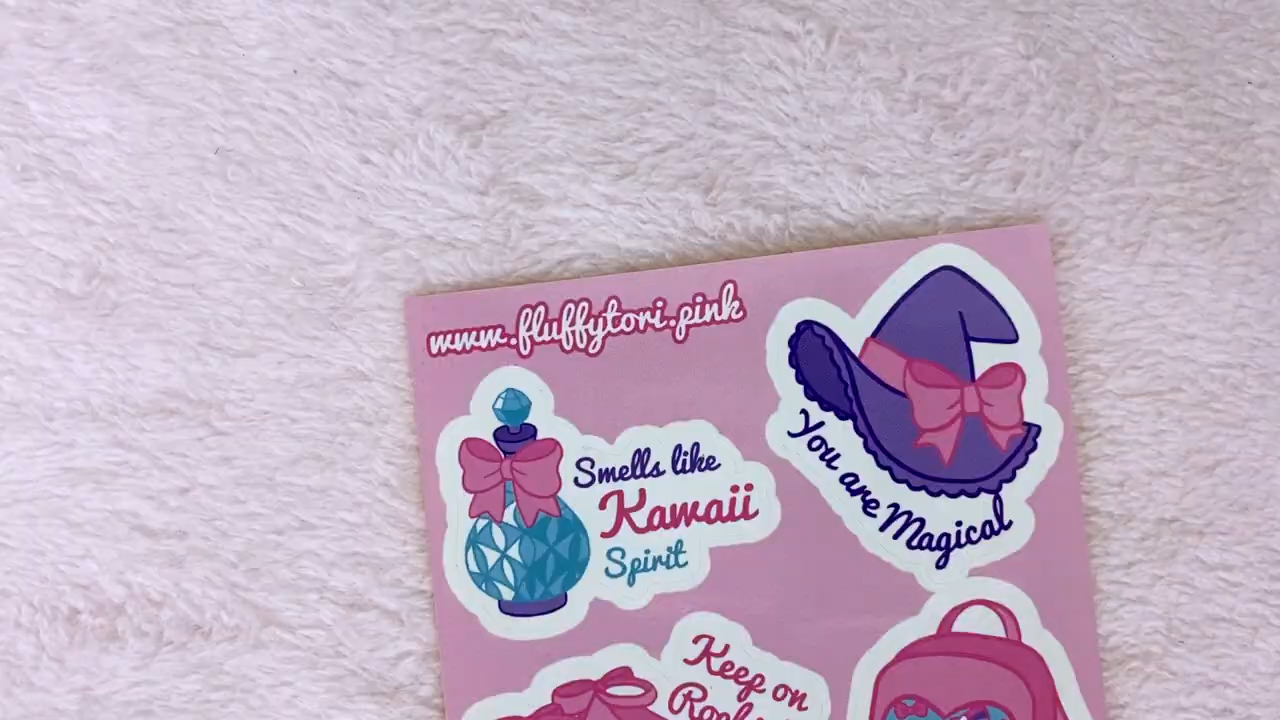 www.fluffytori.pink
Smells like
Kawaii
Spirit
You are Magical
Keep on